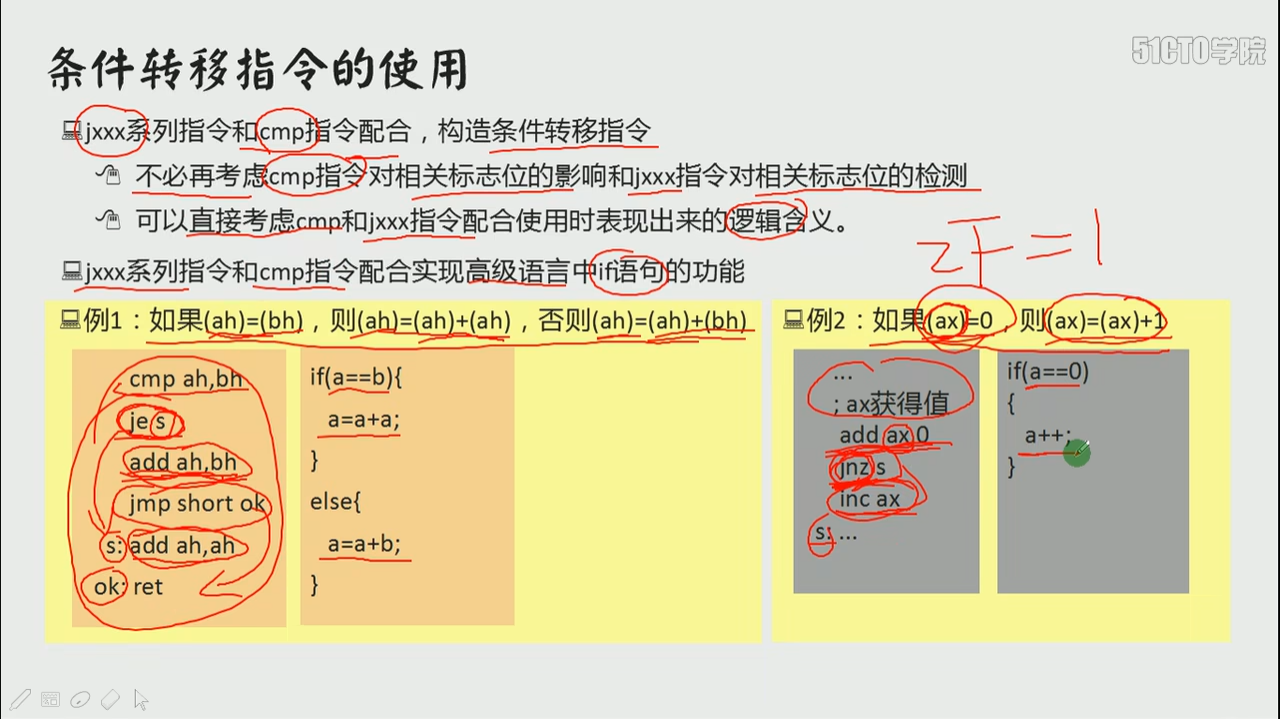 51CTO学院
条件转移指令的使用
jxxx系列指令和cmp指令配合，构造条件转移指令
不必再考虑cmp指令对相关标志位的影响和jxxx指令对相关标志位的检测
可以直接考虑cmp和jxxx指令配合使用时表现出来的逻辑含义。
zF=1
jxxx系列指令和cmp指令配合实现高级语言中if语句的功能
例1：如果(ah)=(bh)，则(ah)=(ah)+(ah)，否则(ah)=(ah)+(bh)
cmp ah,bh
je s
add ah,bh
jmp short ok
s: add ah,ah
ok: ret
if(a==b){
a=a+a;
}
else{
a=a+b;
}
例2：如果(ax)=0，则(ax)=(ax)+1
...
; ax获得值
add ax,0
jnz s
inc ax
s: ...
if(a==0)
{
a++;
}